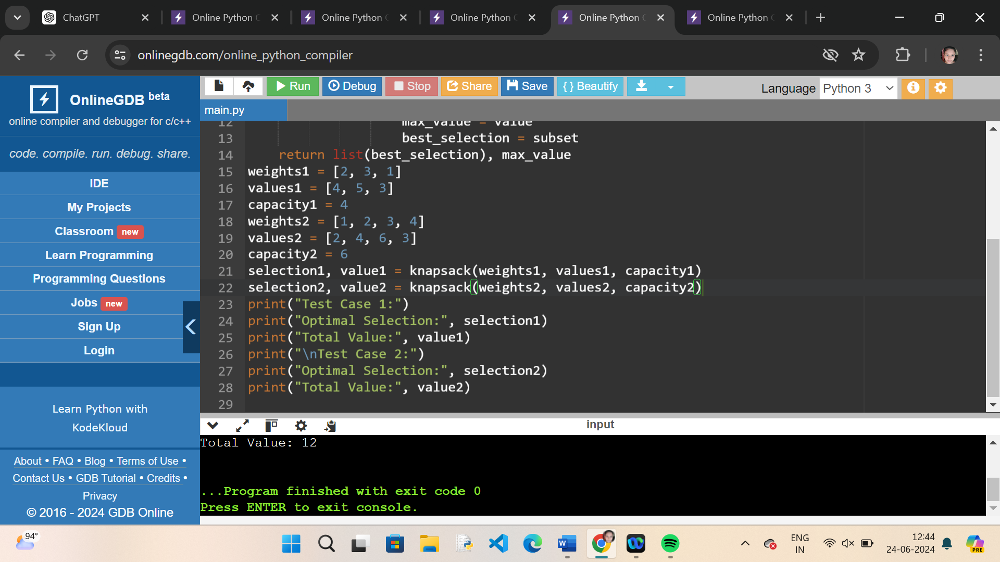 ChatGPT
Online Python
Online Python
Online Python
Online Python
Online Python
onlinegdb.com/online_python_compiler
OnlineGDB beta
online compiler and debugger for c/c++
code. compile. run. debug. share.
IDE
My Projects
Classroom new
Learn Programming
Programming Questions
Jobs new
Sign Up
Login
Learn Python with
KodeKloud
About • FAQ • Blog • Terms of Use •
Contact Us • GDB Tutorial • Credits •
Privacy
© 2016 - 2024 GDB Online
Run Debug Stop Share Save {} Beautify
Language Python 3
main.py
12 max_value = value
13 best_selection = subset
14 return list(best_selection), max_value
15 weights1 = [2, 3, 1]
16 values1 = [4, 5, 3]
17 capacity1 = 4
18 weights2 = [1, 2, 3, 4]
19 values2 = [2, 4, 6, 3]
20 capacity2 = 6
21 selection1, value1 = knapsack(weights1, values1, capacity1)
22 selection2, value2 = knapsack(weights2, values2, capacity2)
23 print("Test Case 1:")
24 print("Optimal Selection:", selection1)
25 print("Total Value:", value1)
26 print("\nTest Case 2:")
27 print("Optimal Selection:", selection2)
28 print("Total Value:", value2)
29
input
Total Value: 12
...Program finished with exit code 0
Press ENTER to exit console.
94°
W
ENG
IN
12:44
24-06-2024
PRE